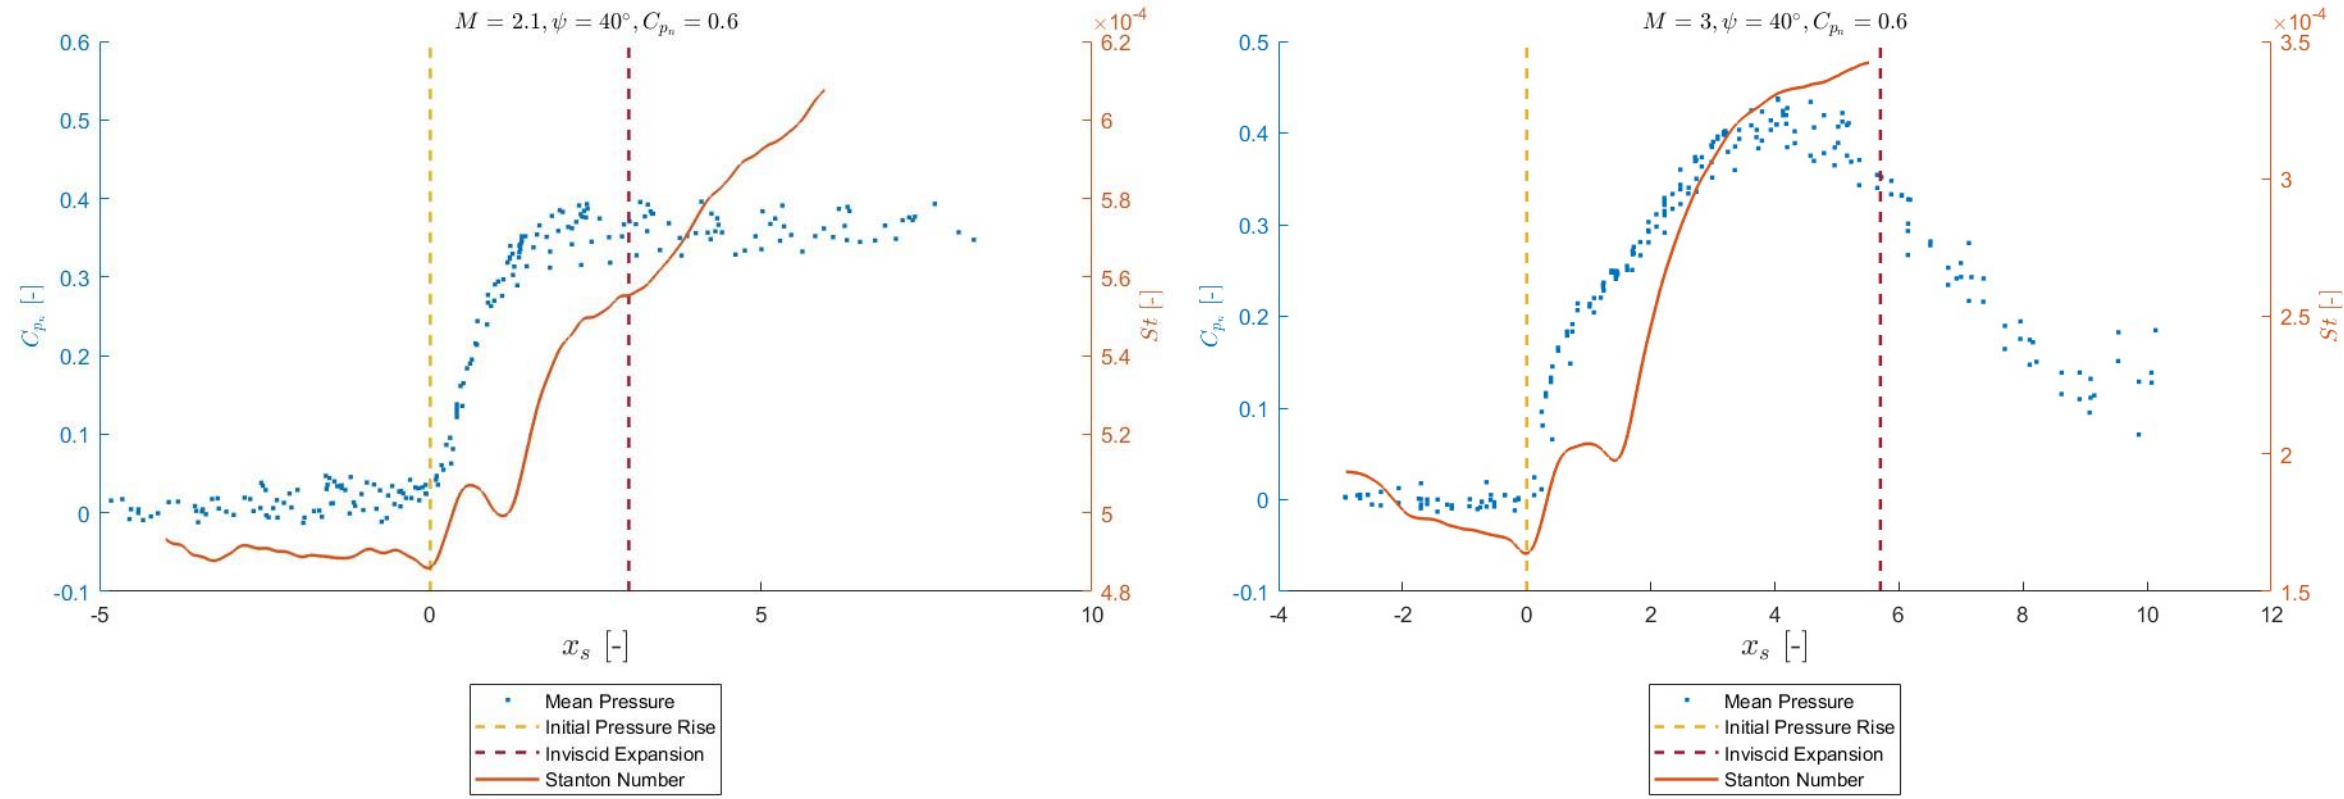 M = 2.1, ψ = 40°, C_{p_n} = 0.6
×10^{-4}
0.6
0.5
0.4
0.3
0.2
0.1
0
-0.1
C_{p_n} [-]
6.2
6
5.8
5.6
5.4
5.2
5
4.8
St [-]
-5 0 5 10
x_s [-]
Mean Pressure
Initial Pressure Rise
Inviscid Expansion
Stanton Number
M = 3, ψ = 40°, C_{p_n} = 0.6
×10^{-4}
0.5
0.4
0.3
0.2
0.1
0
-0.1
C_{p_n} [-]
3.5
3
2.5
2
1.5
St [-]
-4 -2 0 2 4 6 8 10 12
x_s [-]
Mean Pressure
Initial Pressure Rise
Inviscid Expansion
Stanton Number